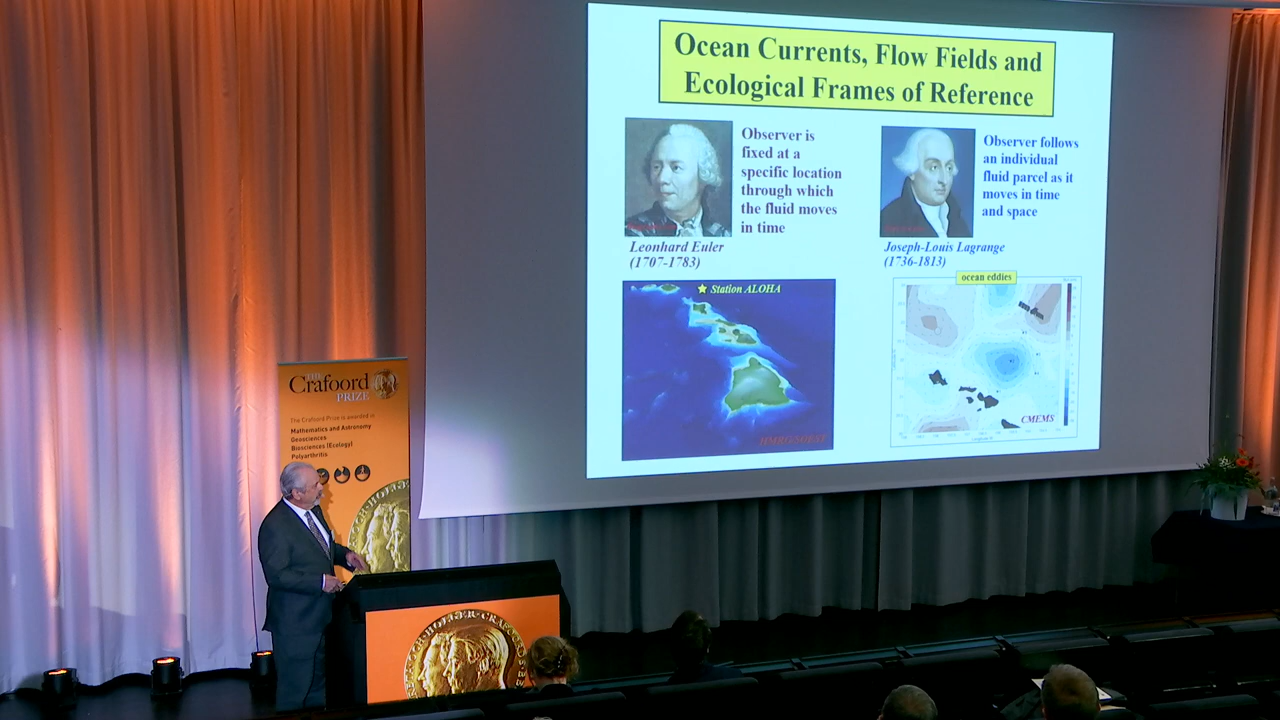 Ocean Currents, Flow Fields and
Ecological Frames of Reference
Observer is
fixed at a
specific location
through which
the fluid moves
in time
Leonhard Euler
(1707-1783)
Observer follows
an individual
fluid parcel as it
moves in time
and space
Joseph-Louis Lagrange
(1736-1813)
Station ALOHA
ocean eddies
CMEMS
THE
Crafoord
PRIZE
The Crafoord Prize is awarded in
Mathematics and Astronomy
Geosciences
Biosciences (Ecology)
Polyarthritis